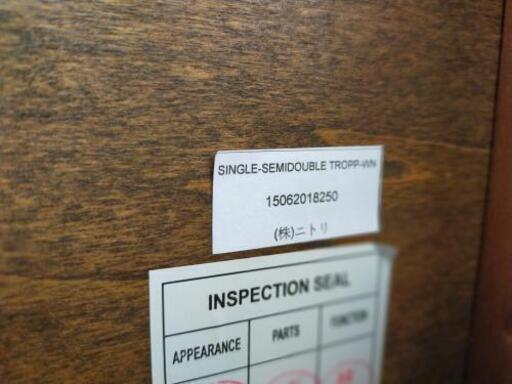 SINGLE-SEMIDOUBLE TROPP-WN
15062018250
(株)ニトリ
INSPECTION SEAL
APPEARANCE PARTS FUNCTION